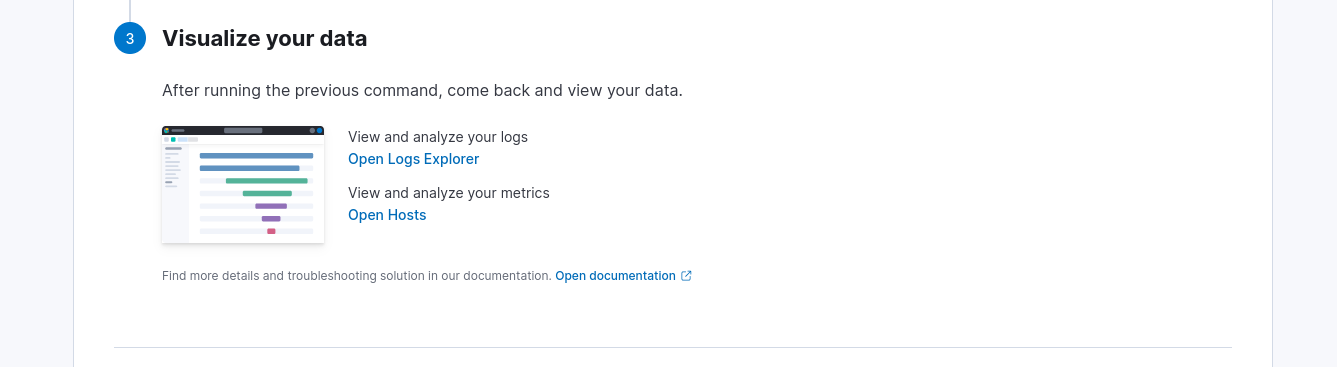 3
Visualize your data
After running the previous command, come back and view your data.
View and analyze your logs
Open Logs Explorer
View and analyze your metrics
Open Hosts
Find more details and troubleshooting solution in our documentation. Open documentation